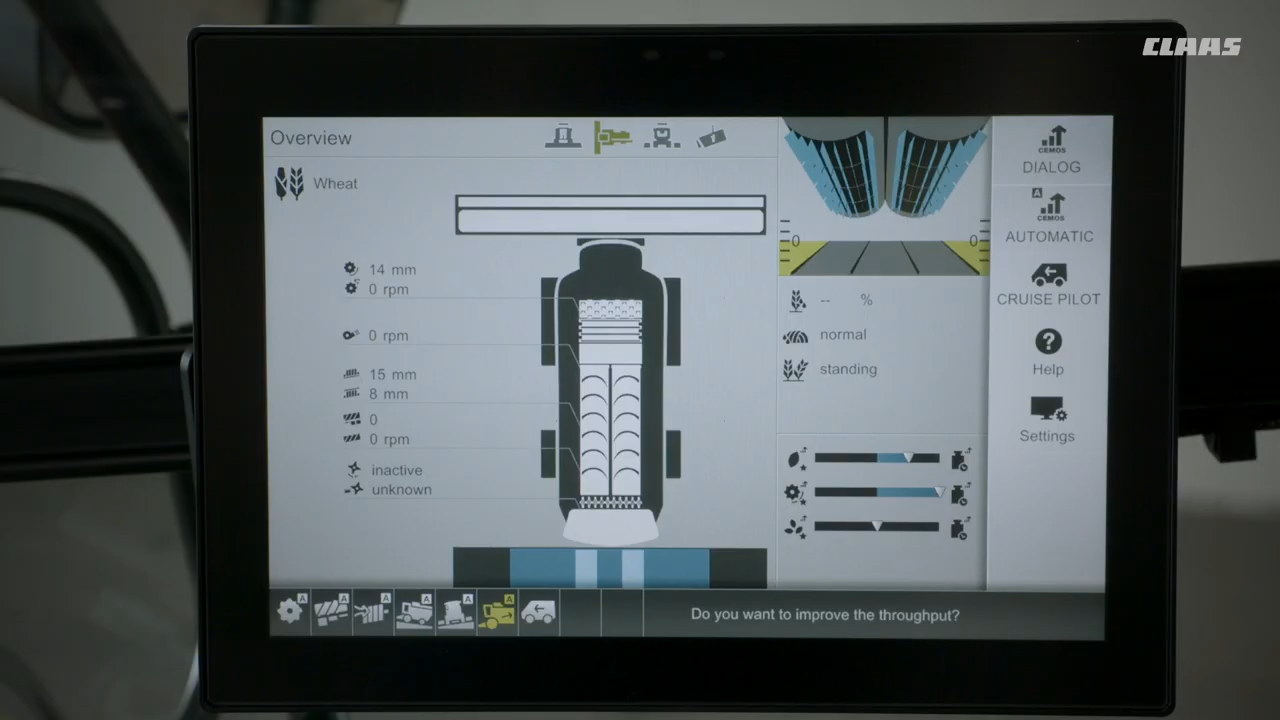 CLAAS
Overview
Wheat
14 mm
0 rpm
0 rpm
15 mm
8 mm
0
0 rpm
inactive
unknown
0
0
-- %
normal
standing
CEMOS
DIALOG
A
CEMOS
AUTOMATIC
CRUISE PILOT
?
Help
Settings
A A A A A A
Do you want to improve the throughput?